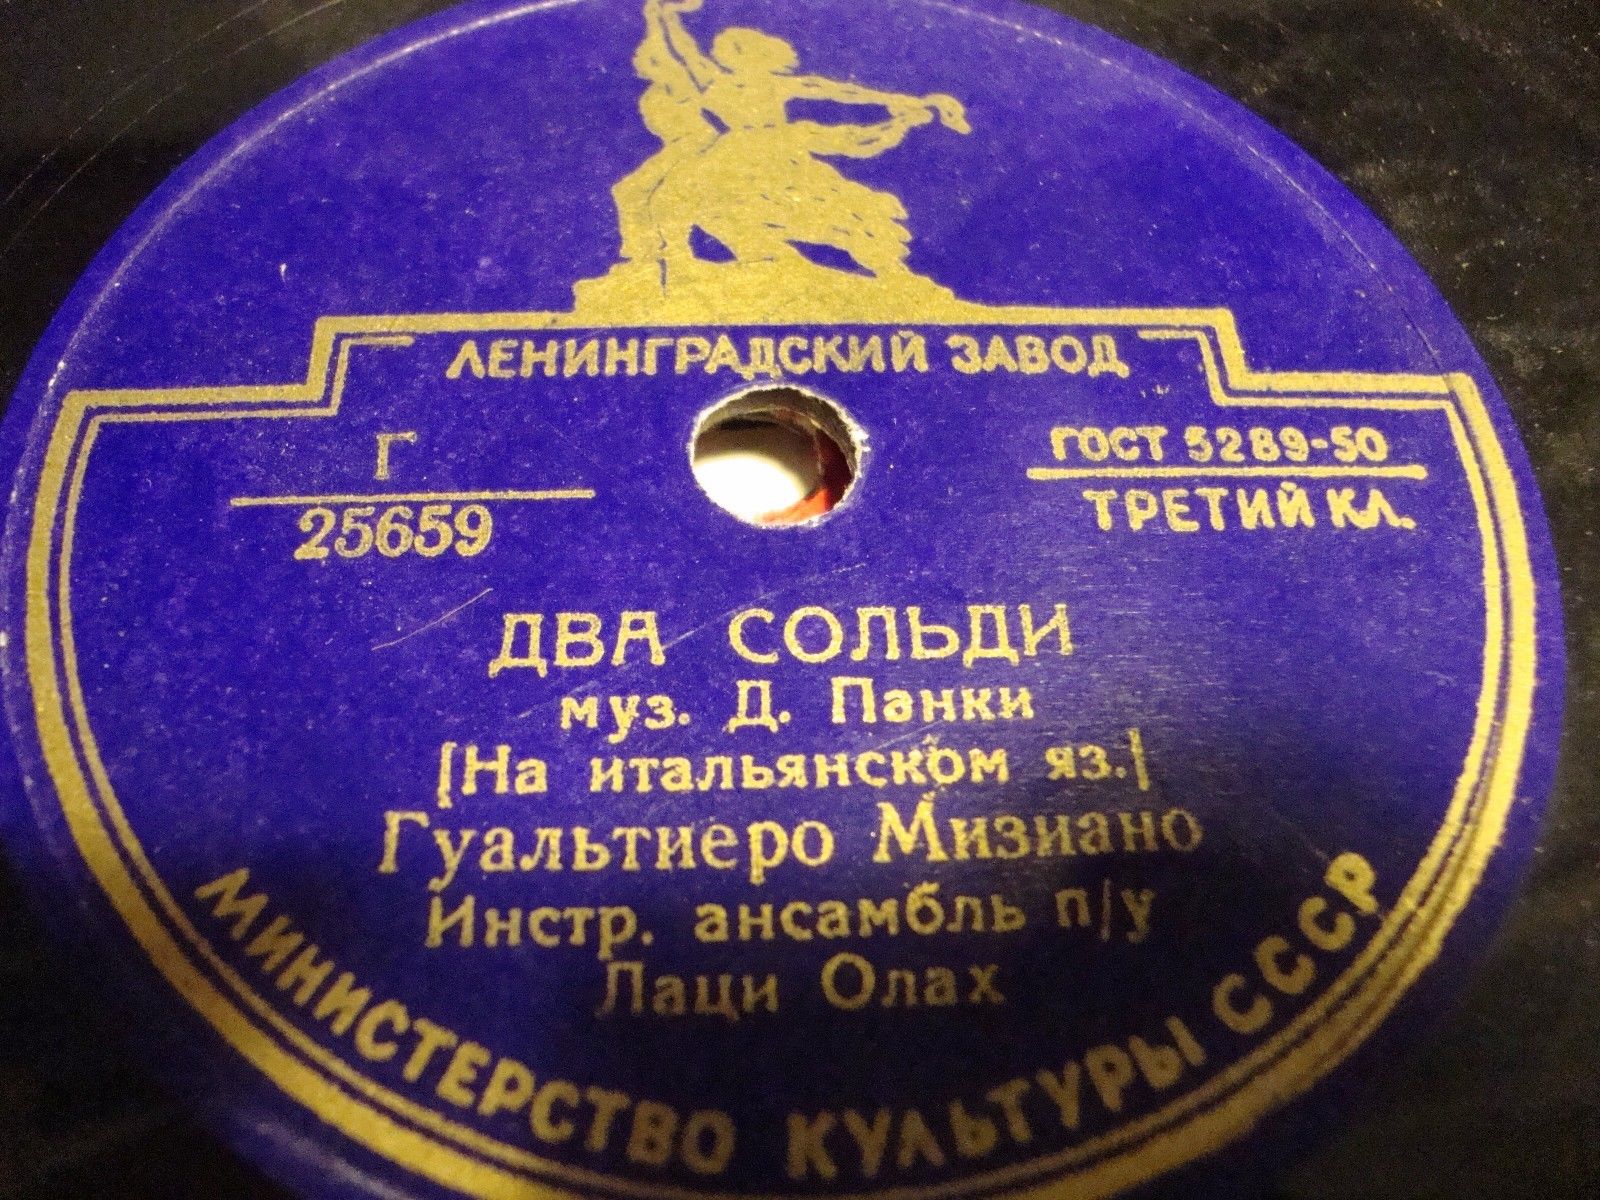 ЛЕНИНГРАДСКИЙ ЗАВОД
Г
25659
ГОСТ 5289-50
ТРЕТИЙ КЛ.
ДВА СОЛЬДИ
муз. Д. Панки
[На итальянском яз.]
Гуальтиеро Мизиано
Инстр. ансамбль п/у
Лаци Олах
МИНИСТЕРСТВО КУЛЬТУРЫ СССР